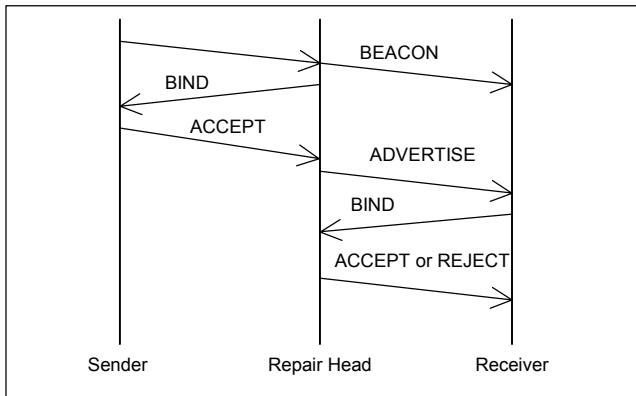 BEACON
BIND
ACCEPT
ADVERTISE
BIND
ACCEPT or REJECT
Sender Repair Head Receiver